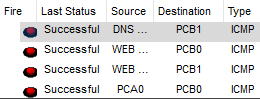 Fire Last Status Source Destination Type
Successful DNS ... PCB1 ICMP
Successful WEB ... PCB0 ICMP
Successful WEB ... PCB1 ICMP
Successful PCA0 PCB0 ICMP